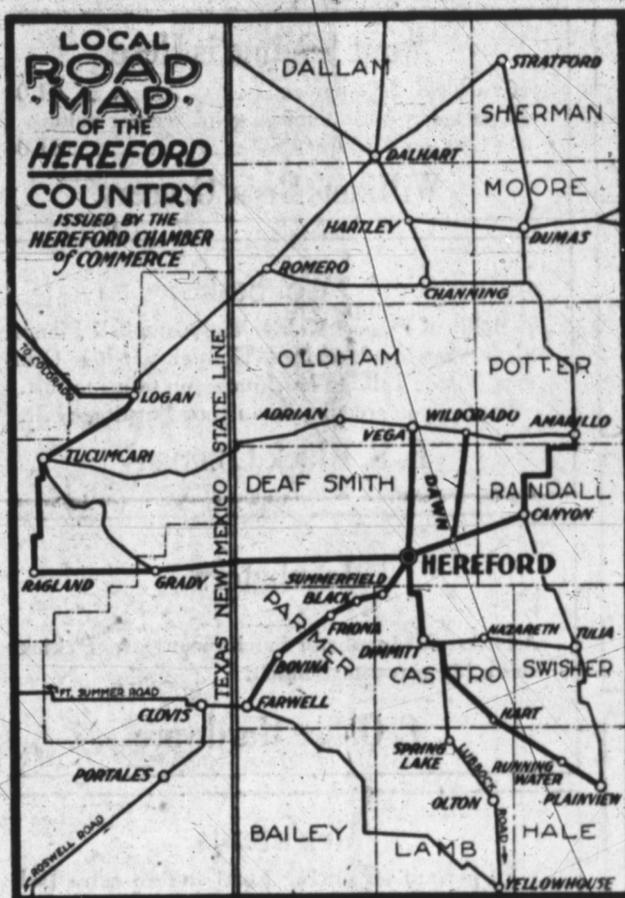 LOCAL
ROAD
MAP
OF THE
HEREFORD
COUNTRY
ISSUED BY THE
HEREFORD CHAMBER
of COMMERCE
DALLAM
STRATFORD
SHERMAN
DALHART
MOORE
HARTLEY
DUMAS
ROMERO
CHANNING
TO COLORADO
OLDHAM
POTTER
LOGAN
ADRIAN
VEGA
WILDORADO
AMARILLO
TUCUMCARI
DEAF SMITH
DAWN
RANDALL
CANYON
TEXAS NEW MEXICO STATE LINE
HEREFORD
RAGLAND
GRADY
SUMMERFIELD
BLACK
PARMER
FRIONA
DIMMITT
NAZARETH
TULIA
BOVINA
CASTRO
SWISHER
FT. SUMMER ROAD
CLOVIS
FARWELL
HART
SPRING
LAKE
LUBBOCK
ROAD
RUNNING
WATER
PORTALES
OLTON
PLAINVIEW
ROSWELL ROAD
BAILEY
LAMB
HALE
YELLOWHOUSE